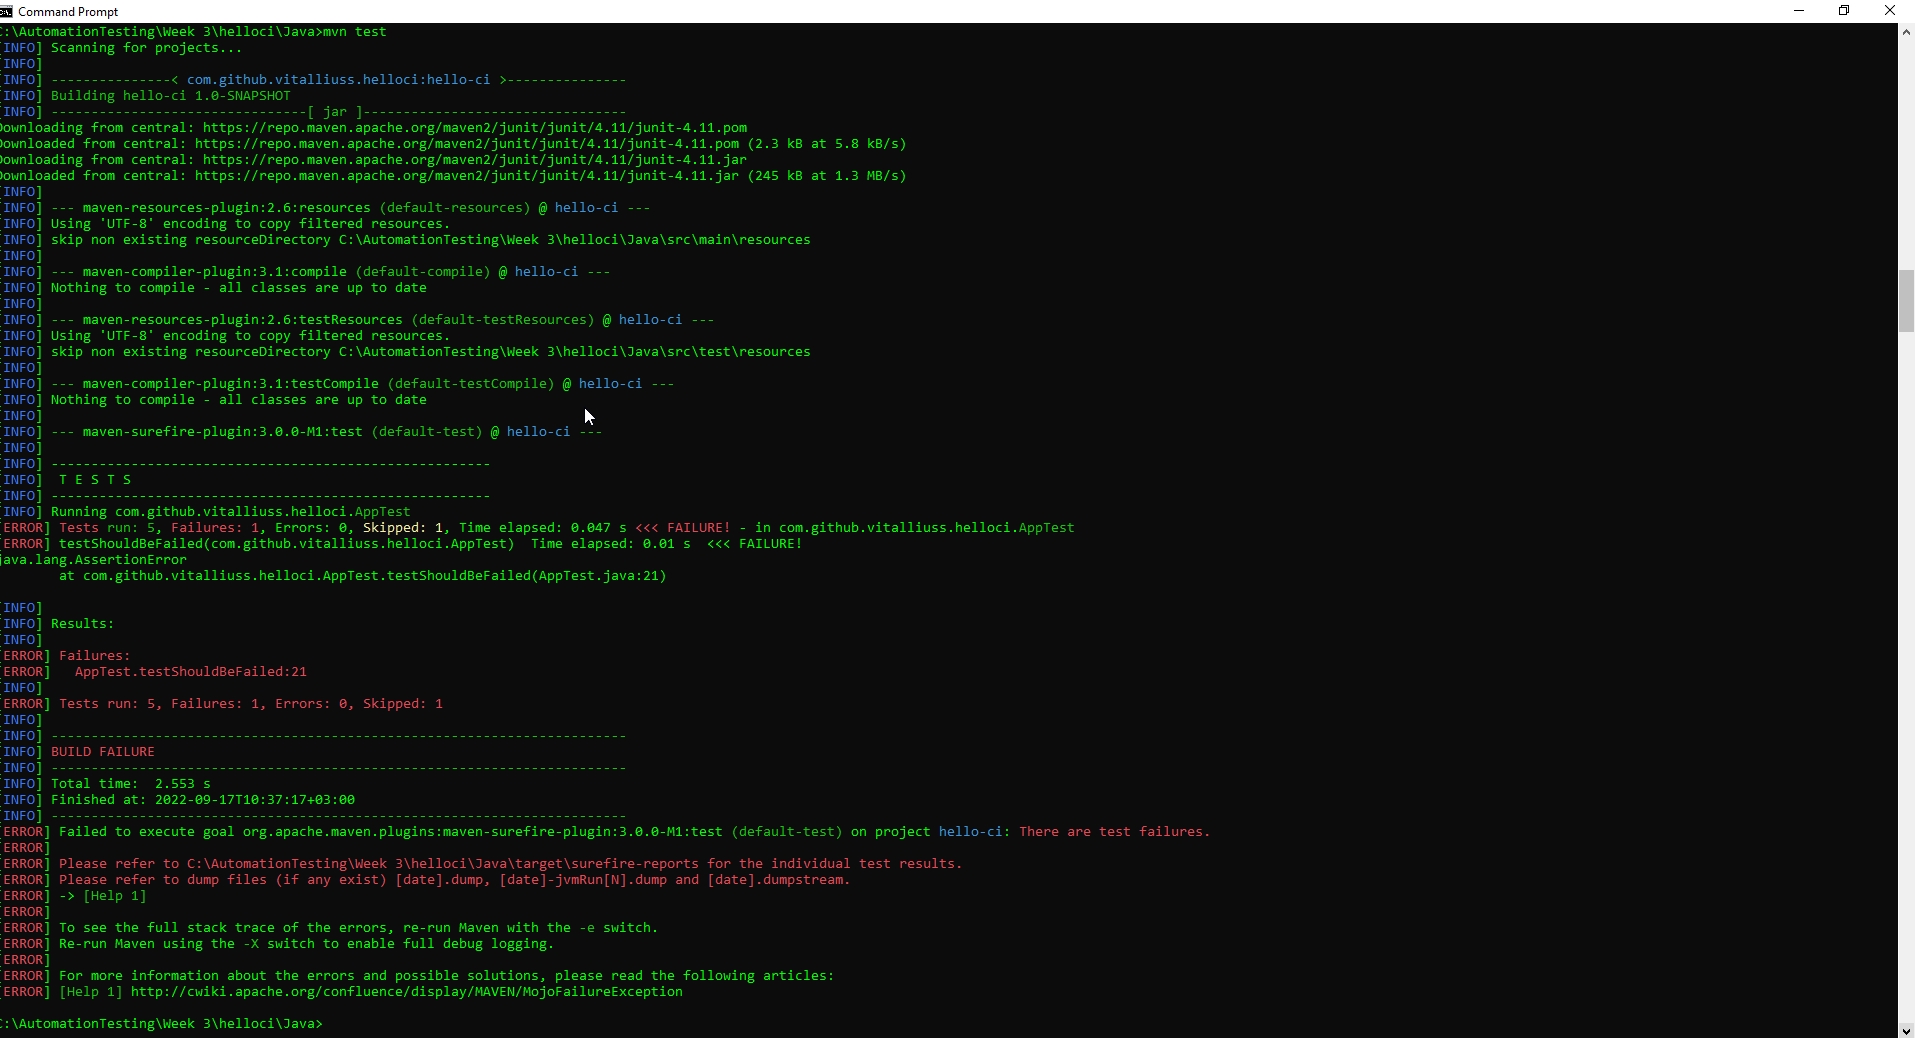 Command Prompt
:\AutomationTesting\Week 3\helloci\Java>mvn test
[INFO] Scanning for projects...
[INFO]
[INFO] ---------------< com.github.vitalliuss.helloci:hello-ci >---------------
[INFO] Building hello-ci 1.0-SNAPSHOT
[INFO] --------------------------------[ jar ]---------------------------------
Downloading from central: https://repo.maven.apache.org/maven2/junit/junit/4.11/junit-4.11.pom
Downloaded from central: https://repo.maven.apache.org/maven2/junit/junit/4.11/junit-4.11.pom (2.3 kB at 5.8 kB/s)
Downloading from central: https://repo.maven.apache.org/maven2/junit/junit/4.11/junit-4.11.jar
Downloaded from central: https://repo.maven.apache.org/maven2/junit/junit/4.11/junit-4.11.jar (245 kB at 1.3 MB/s)
[INFO]
[INFO] --- maven-resources-plugin:2.6:resources (default-resources) @ hello-ci ---
[INFO] Using 'UTF-8' encoding to copy filtered resources.
[INFO] skip non existing resourceDirectory C:\AutomationTesting\Week 3\helloci\Java\src\main\resources
[INFO]
[INFO] --- maven-compiler-plugin:3.1:compile (default-compile) @ hello-ci ---
[INFO] Nothing to compile - all classes are up to date
[INFO]
[INFO] --- maven-resources-plugin:2.6:testResources (default-testResources) @ hello-ci ---
[INFO] Using 'UTF-8' encoding to copy filtered resources.
[INFO] skip non existing resourceDirectory C:\AutomationTesting\Week 3\helloci\Java\src\test\resources
[INFO]
[INFO] --- maven-compiler-plugin:3.1:testCompile (default-testCompile) @ hello-ci ---
[INFO] Nothing to compile - all classes are up to date
[INFO]
[INFO] --- maven-surefire-plugin:3.0.0-M1:test (default-test) @ hello-ci ---
[INFO]
[INFO] -------------------------------------------------------
[INFO]  T E S T S
[INFO] -------------------------------------------------------
[INFO] Running com.github.vitalliuss.helloci.AppTest
[ERROR] Tests run: 5, Failures: 1, Errors: 0, Skipped: 1, Time elapsed: 0.047 s <<< FAILURE! - in com.github.vitalliuss.helloci.AppTest
[ERROR] testShouldBeFailed(com.github.vitalliuss.helloci.AppTest)  Time elapsed: 0.01 s  <<< FAILURE!
java.lang.AssertionError
        at com.github.vitalliuss.helloci.AppTest.testShouldBeFailed(AppTest.java:21)
[INFO]
[INFO] Results:
[INFO]
[ERROR] Failures:
[ERROR]   AppTest.testShouldBeFailed:21
[INFO]
[ERROR] Tests run: 5, Failures: 1, Errors: 0, Skipped: 1
[INFO]
[INFO] ------------------------------------------------------------------------
[INFO] BUILD FAILURE
[INFO] ------------------------------------------------------------------------
[INFO] Total time:  2.553 s
[INFO] Finished at: 2022-09-17T10:37:17+03:00
[INFO] ------------------------------------------------------------------------
[ERROR] Failed to execute goal org.apache.maven.plugins:maven-surefire-plugin:3.0.0-M1:test (default-test) on project hello-ci: There are test failures.
[ERROR]
[ERROR] Please refer to C:\AutomationTesting\Week 3\helloci\Java\target\surefire-reports for the individual test results.
[ERROR] Please refer to dump files (if any exist) [date].dump, [date]-jvmRun[N].dump and [date].dumpstream.
[ERROR] -> [Help 1]
[ERROR]
[ERROR] To see the full stack trace of the errors, re-run Maven with the -e switch.
[ERROR] Re-run Maven using the -X switch to enable full debug logging.
[ERROR]
[ERROR] For more information about the errors and possible solutions, please read the following articles:
[ERROR] [Help 1] http://cwiki.apache.org/confluence/display/MAVEN/MojoFailureException
:\AutomationTesting\Week 3\helloci\Java>